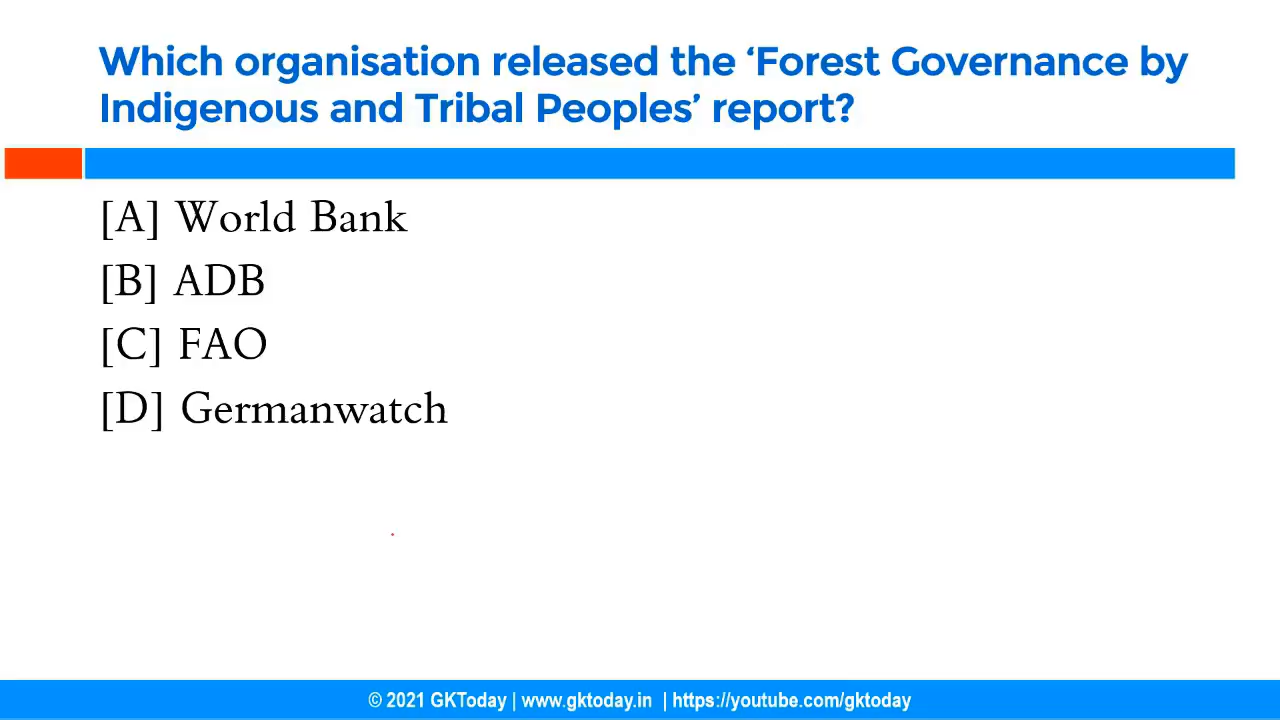 Which organisation released the ‘Forest Governance by
Indigenous and Tribal Peoples’ report?
[A] World Bank
[B] ADB
[C] FAO
[D] Germanwatch
© 2021 GKToday | www.gktoday.in | https://youtube.com/gktoday